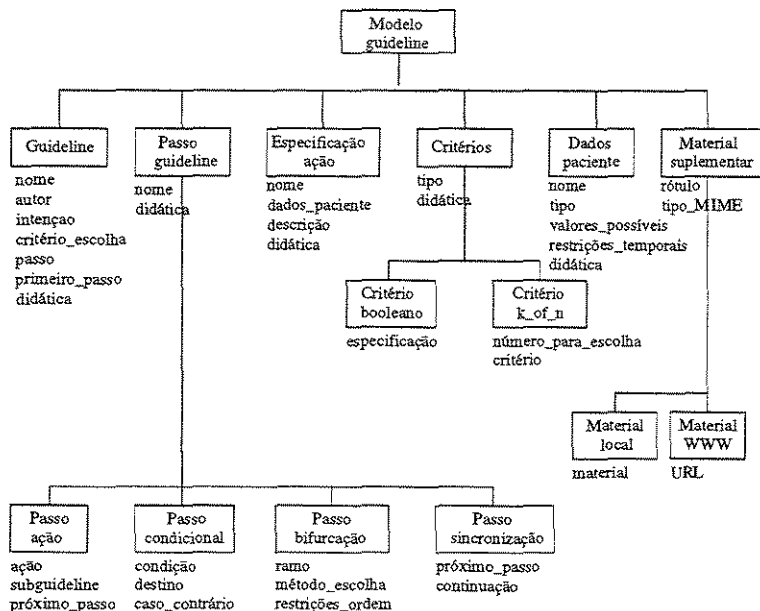 Modelo
guideline
Guideline
nome
autor
intençao
critério_escolha
passo
primeiro_passo
didática
Passo
guideline
nome
didática
Especificação
ação
nome
dados_paciente
descrição
didática
Critérios
tipo
didática
Dados
paciente
nome
tipo
valores_possíveis
restrições_temporais
didática
Material
suplementar
rótulo
tipo_MIME
Critério
booleano
especificação
Critério
k_of_n
número_para_escolha
critério
Material
local
material
Material
WWW
URL
Passo
ação
ação
subguideline
próximo_passo
Passo
condicional
condição
destino
caso_contrário
Passo
bifurcação
ramo
método_escolha
restrições_ordem
Passo
sincronização
próximo_passo
continuação